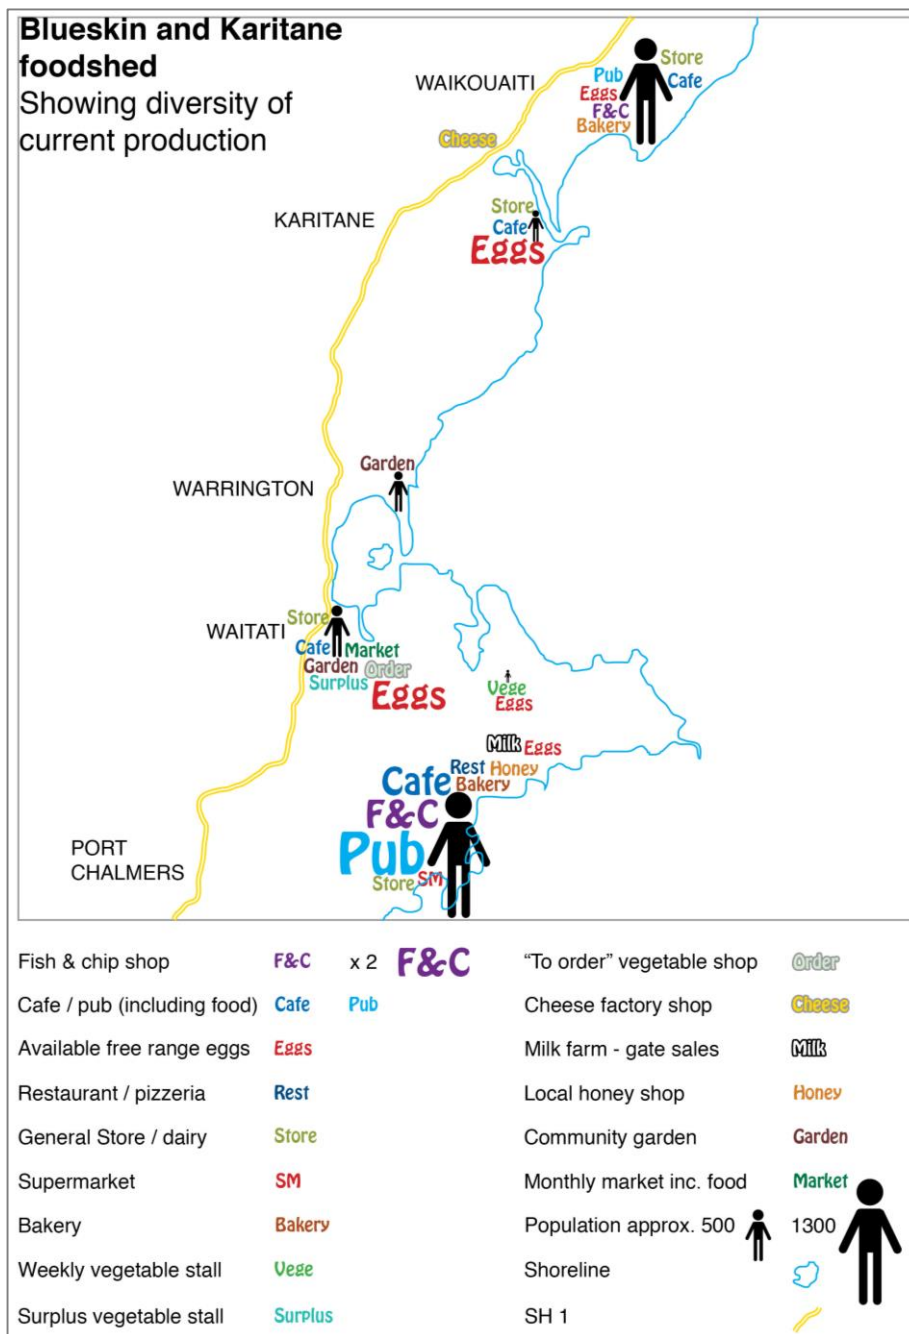 Blueskin and Karitane
foodshed
Showing diversity of
current production
WAIKOUAITI
Store
Pub
Cafe
Eggs
F&C
Bakery
Cheese
KARITANE
Store
Cafe
Eggs
Garden
WARRINGTON
Store
WAITATI
Cafe
Market
Garden
Order
Surplus
Eggs
Vege
Eggs
Milk
Eggs
Rest
Honey
Cafe
Bakery
F&C
Pub
PORT
CHALMERS
Store
SM
Fish & chip shop F&C x 2 F&C
Cafe / pub (including food) Cafe Pub
Available free range eggs Eggs
Restaurant / pizzeria Rest
General Store / dairy Store
Supermarket SM
Bakery Bakery
Weekly vegetable stall Vege
Surplus vegetable stall Surplus
“To order” vegetable shop Order
Cheese factory shop Cheese
Milk farm - gate sales Milk
Local honey shop Honey
Community garden Garden
Monthly market inc. food Market
Population approx. 500 1300
Shoreline
SH 1